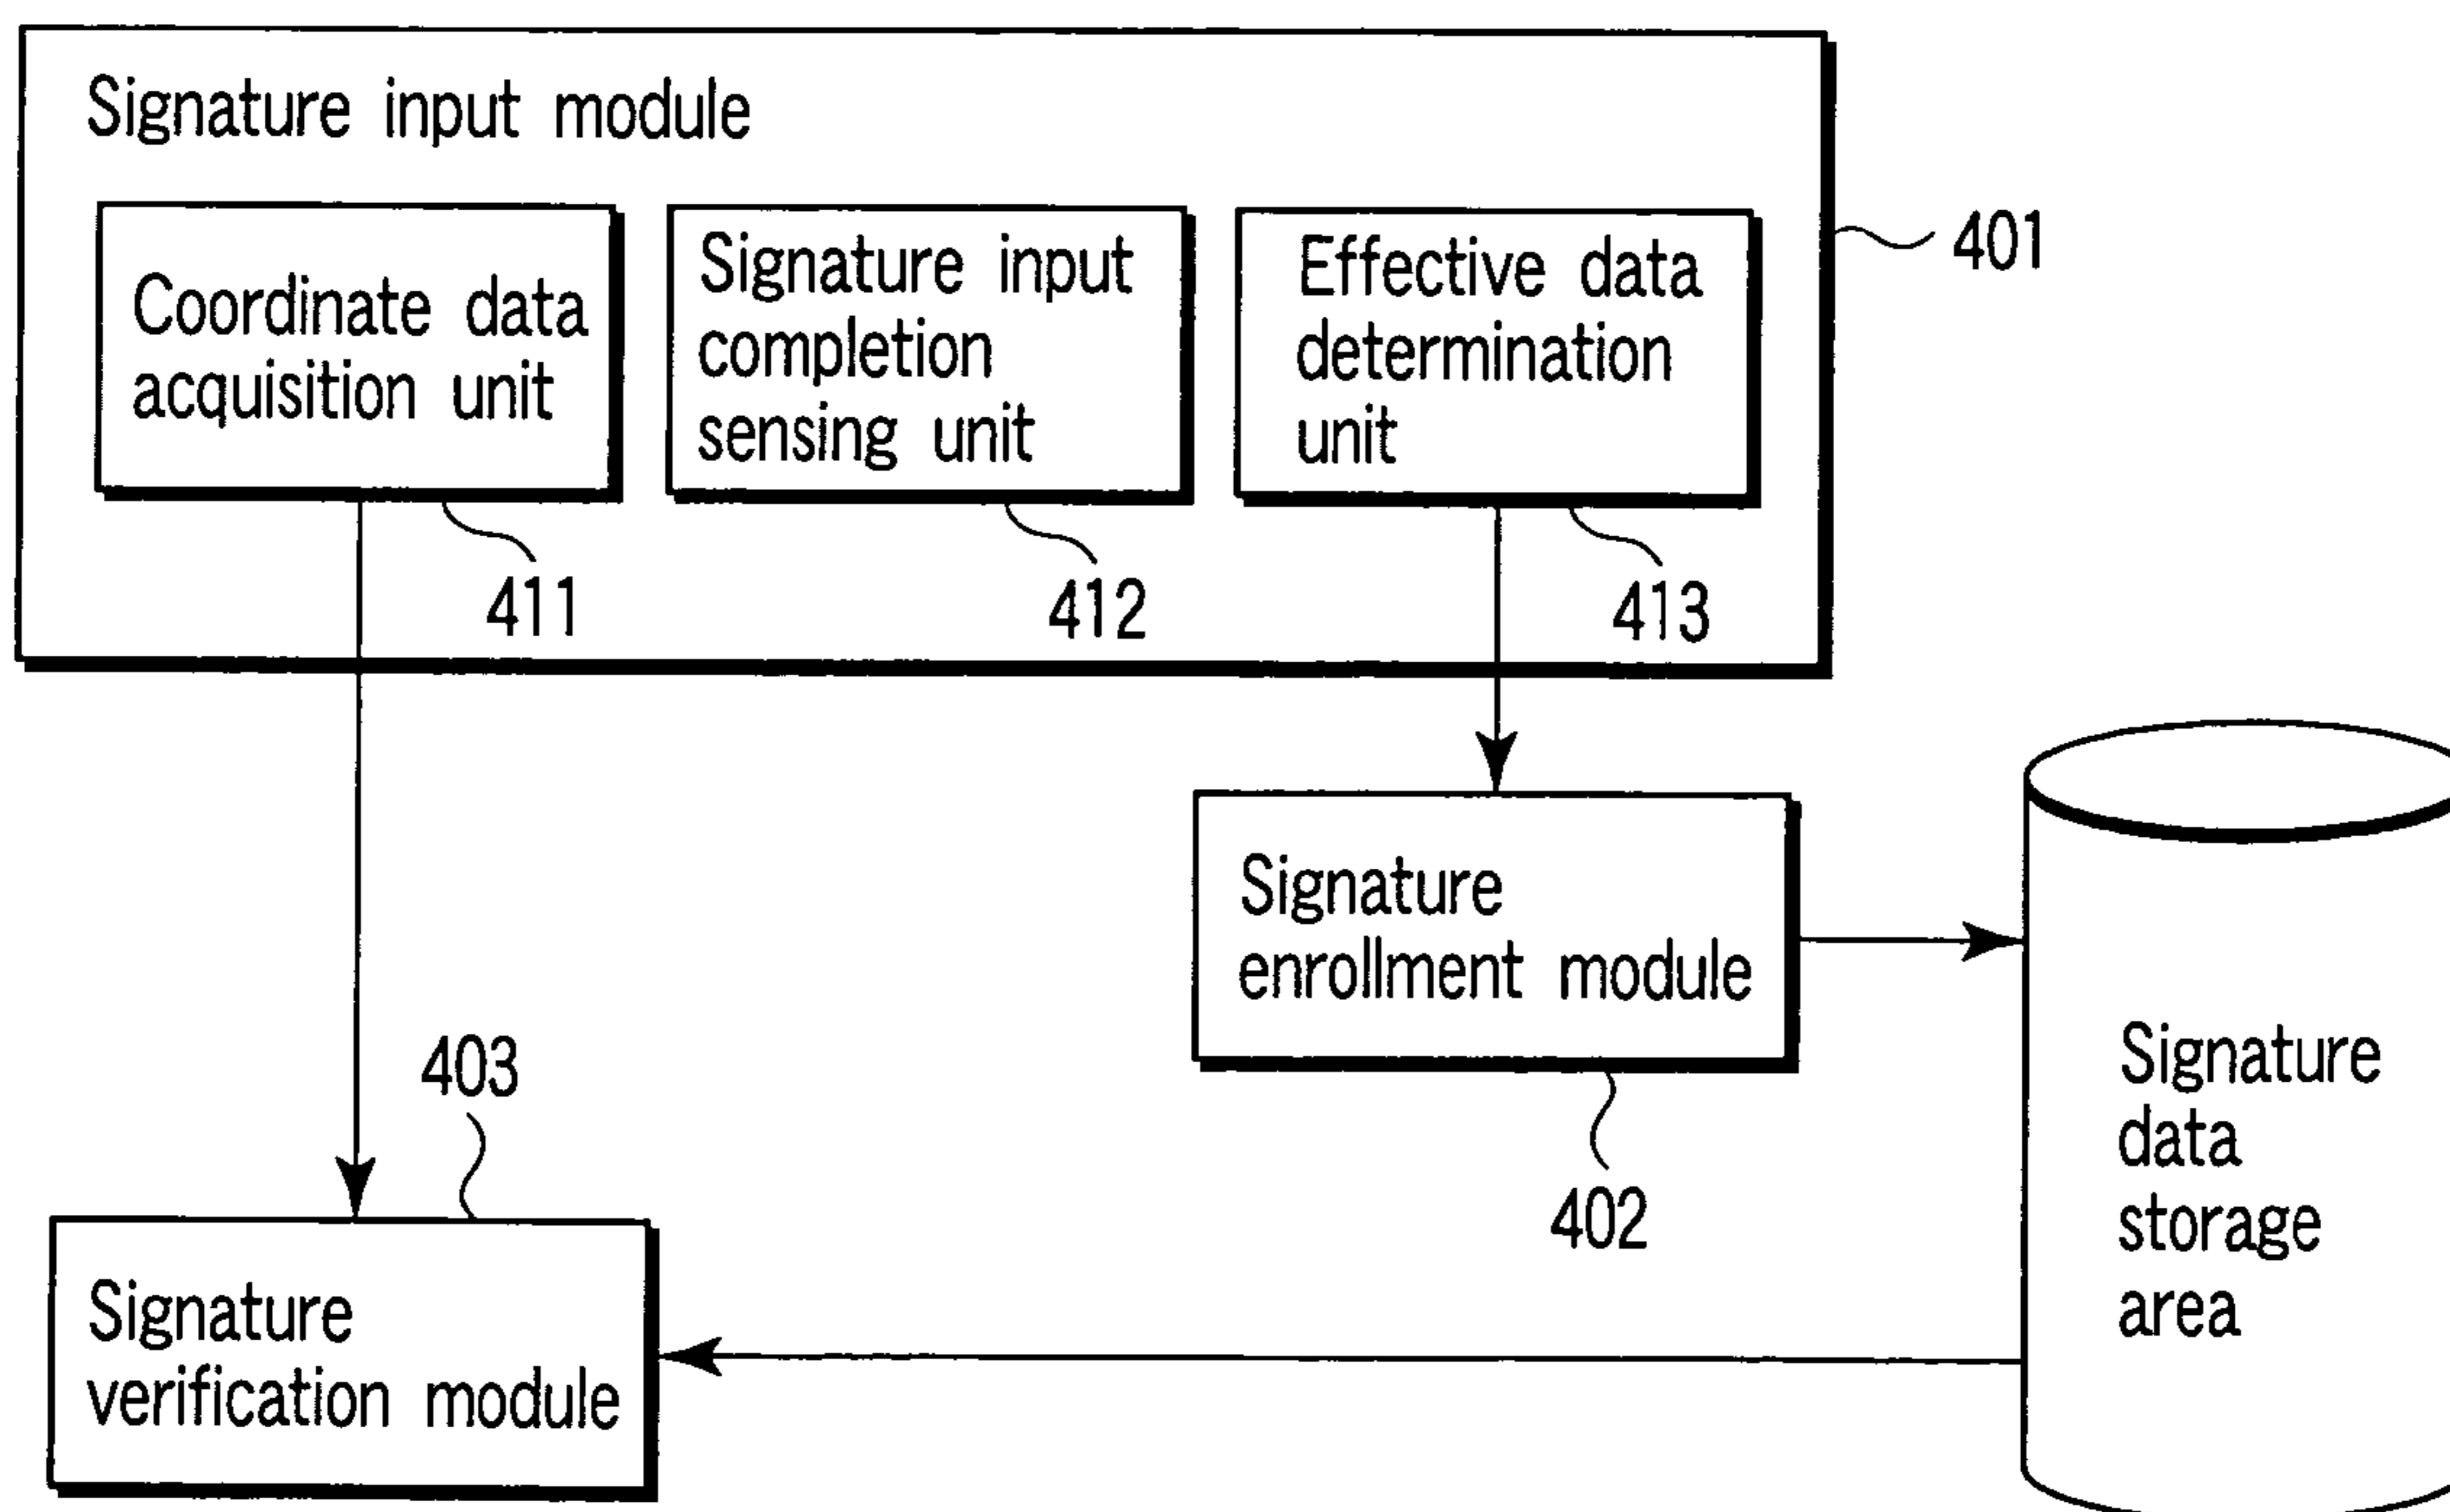 Signature input module
Coordinate data
acquisition unit
Signature input
completion
sensing unit
Effective data
determination
unit
401
411
412
413
Signature
enrollment module
402
Signature
data
storage
area
403
Signature
verification module